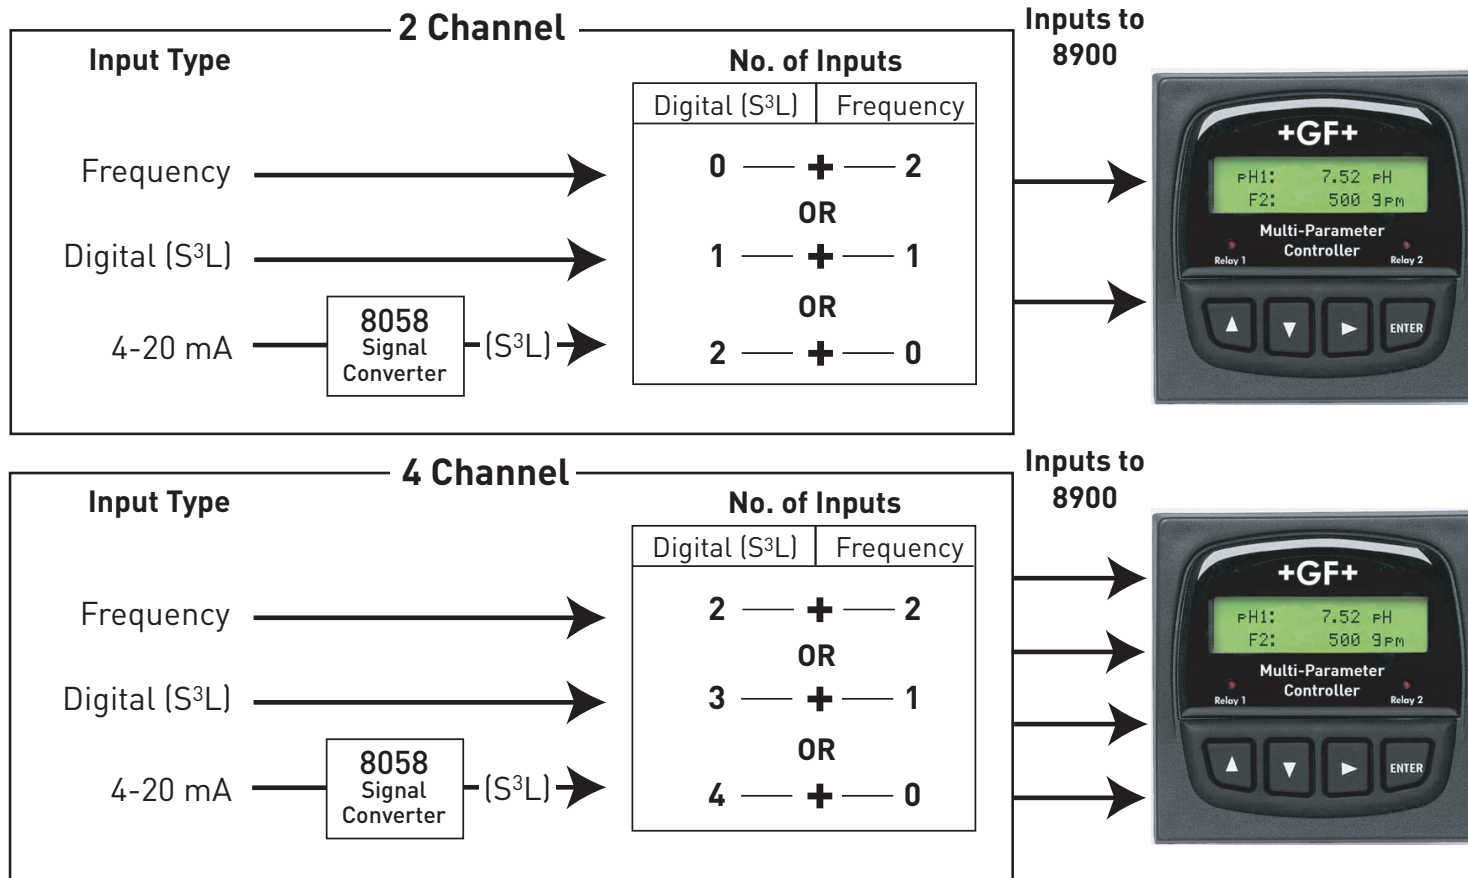 2 Channel
Inputs to
8900
Input Type
No. of Inputs
Digital (S³L) Frequency
Frequency
0 + 2
OR
Digital (S³L)
1 + 1
OR
4-20 mA
8058
Signal
Converter
(S³L)
2 + 0
+GF+
pH1: 7.52 pH
F2: 500 gpm
Multi-Parameter
Controller
Relay 1
Relay 2
ENTER
4 Channel
Inputs to
8900
Input Type
No. of Inputs
Digital (S³L) Frequency
Frequency
2 + 2
OR
Digital (S³L)
3 + 1
OR
4-20 mA
8058
Signal
Converter
(S³L)
4 + 0
+GF+
pH1: 7.52 pH
F2: 500 gpm
Multi-Parameter
Controller
Relay 1
Relay 2
ENTER